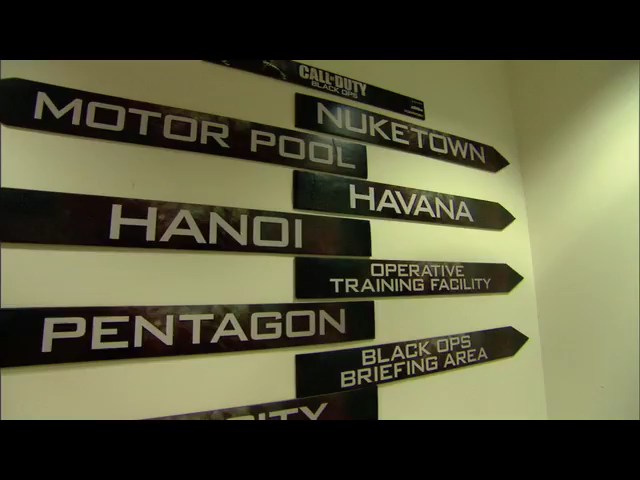 CALL OF DUTY
BLACK OPS
MOTOR POOL
NUKETOWN
HAVANA
HANOI
OPERATIVE
TRAINING FACILITY
PENTAGON
BLACK OPS
BRIEFING AREA